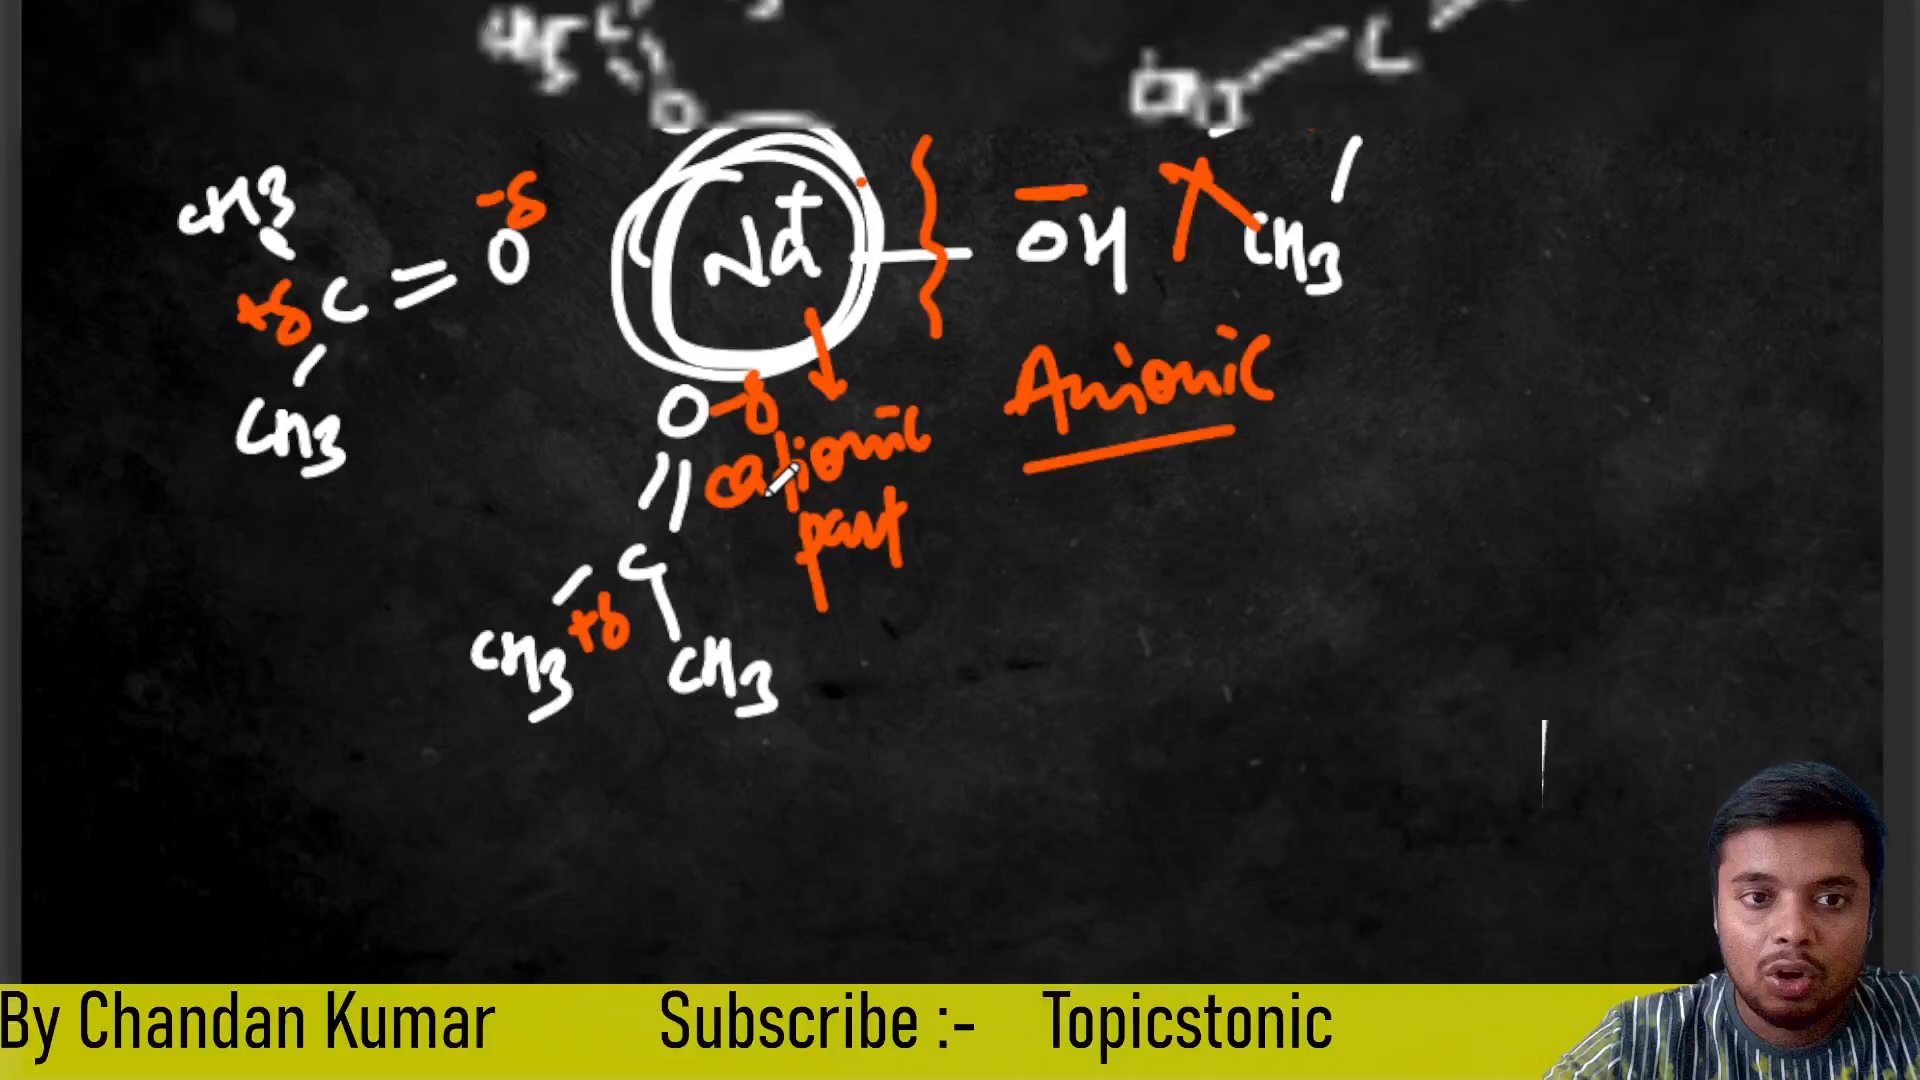 O
C
CH3 -δ Na+ OH CH3
+δ C = O
CH3
O -δ cationic Anionic
part
C
CH3 +δ CH3
By Chandan Kumar Subscribe :- Topicstonic